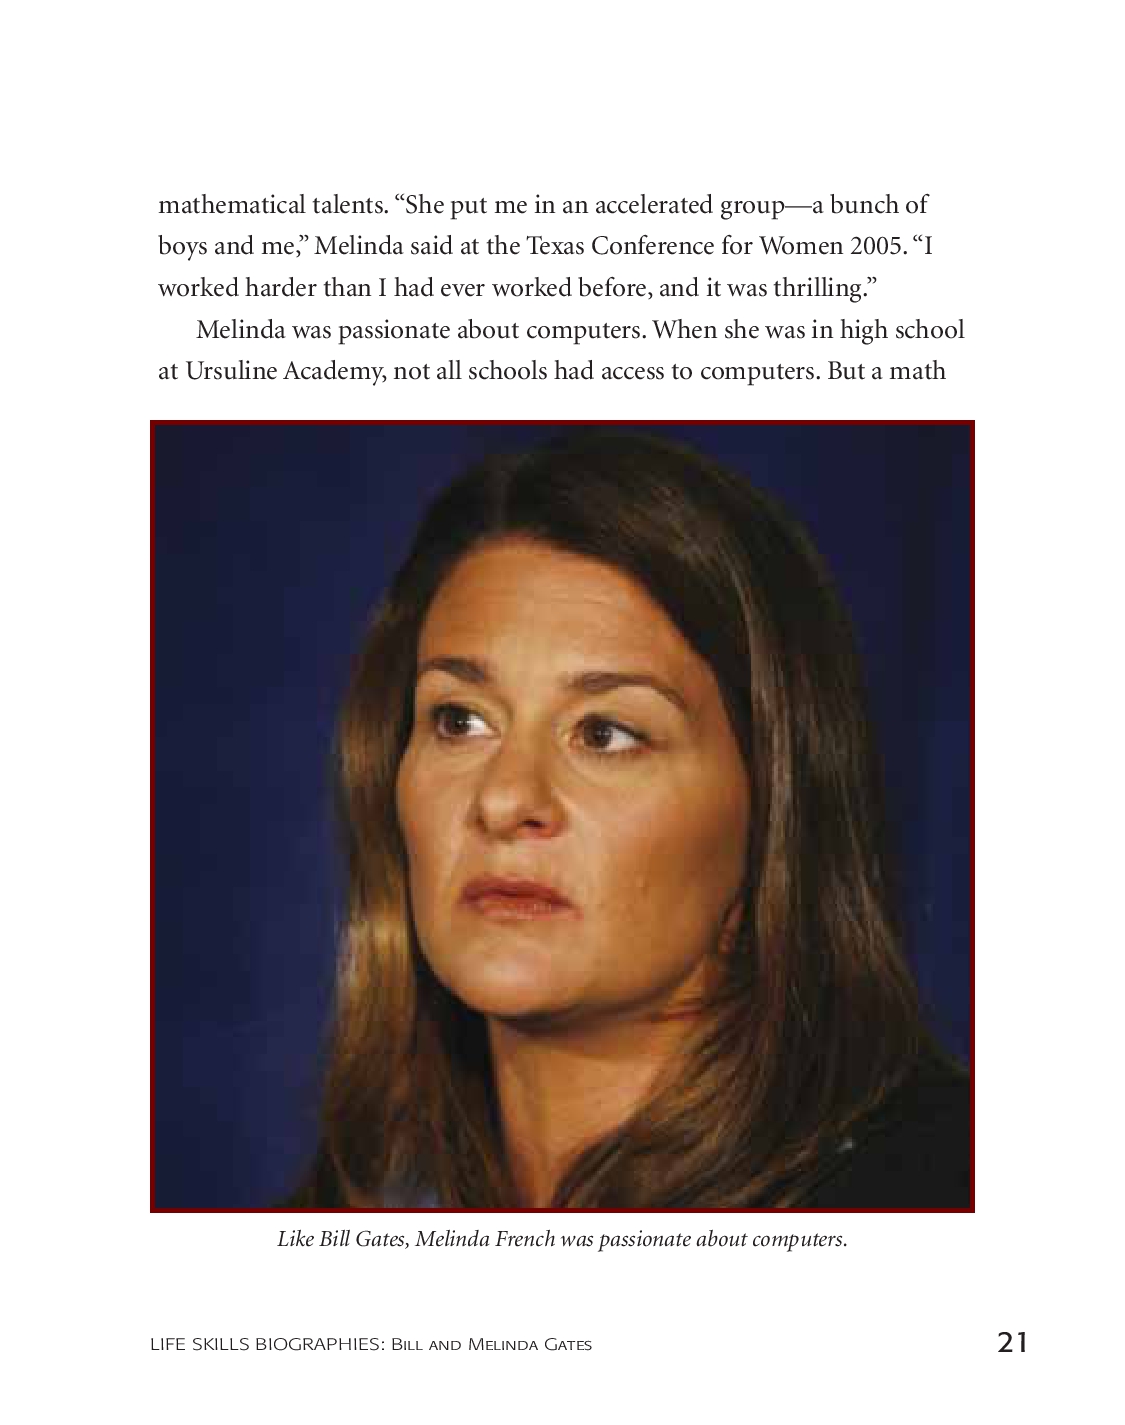 mathematical talents. “She put me in an accelerated group—a bunch of
boys and me,” Melinda said at the Texas Conference for Women 2005. “I
worked harder than I had ever worked before, and it was thrilling.”
Melinda was passionate about computers. When she was in high school
at Ursuline Academy, not all schools had access to computers. But a math
Like Bill Gates, Melinda French was passionate about computers.
LIFE SKILLS BIOGRAPHIES: BILL AND MELINDA GATES
21